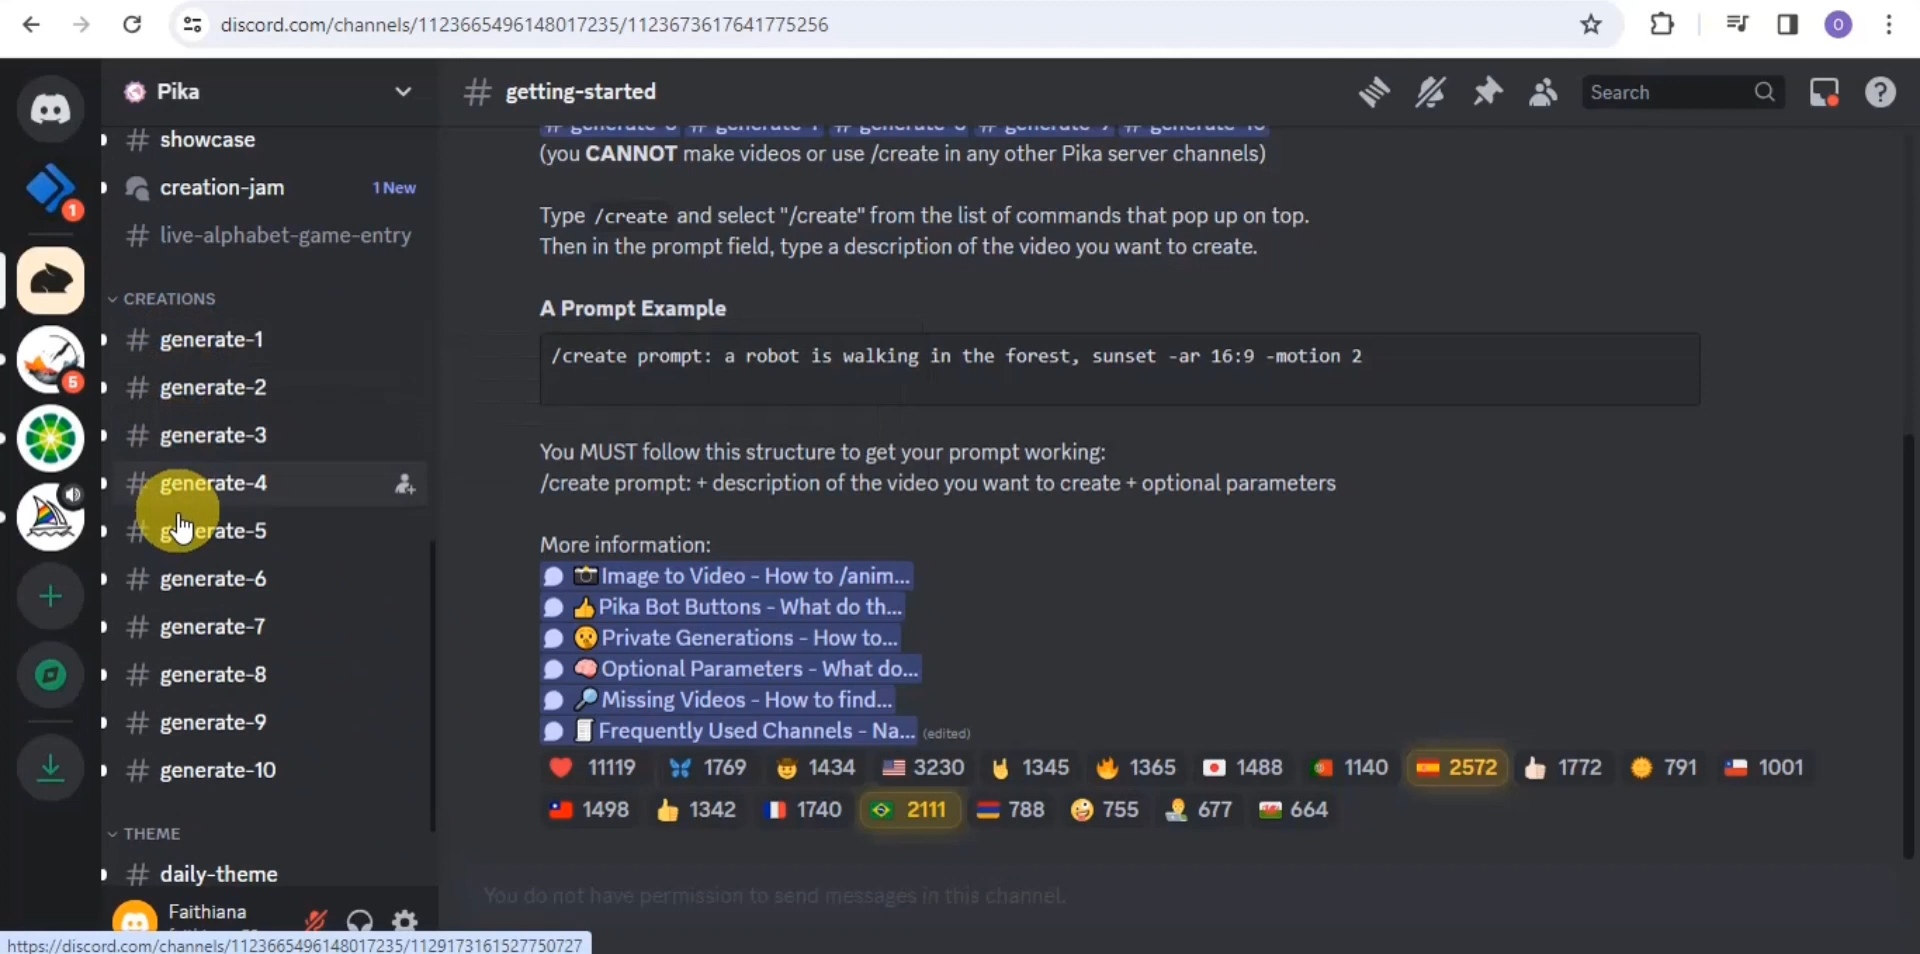 discord.com/channels/1123665496148017235/1123673617641775256
O
Pika
getting-started
Search
showcase
creation-jam
1 New
live-alphabet-game-entry
CREATIONS
generate-1
generate-2
generate-3
generate-4
generate-5
generate-6
generate-7
generate-8
generate-9
generate-10
THEME
daily-theme
Faithiana
1
5
(you CANNOT make videos or use /create in any other Pika server channels)
Type /create and select "/create" from the list of commands that pop up on top.
Then in the prompt field, type a description of the video you want to create.
A Prompt Example
/create prompt: a robot is walking in the forest, sunset -ar 16:9 -motion 2
You MUST follow this structure to get your prompt working:
/create prompt: + description of the video you want to create + optional parameters
More information:
Image to Video - How to /anim...
Pika Bot Buttons - What do th...
Private Generations - How to...
Optional Parameters - What do...
Missing Videos - How to find...
Frequently Used Channels - Na... (edited)
11119 1769 1434 3230 1345 1365 1488 1140 2572 1772 791 1001
1498 1342 1740 2111 788 755 677 664
You do not have permission to send messages in this channel.
https://discord.com/channels/1123665496148017235/1129173161527750727